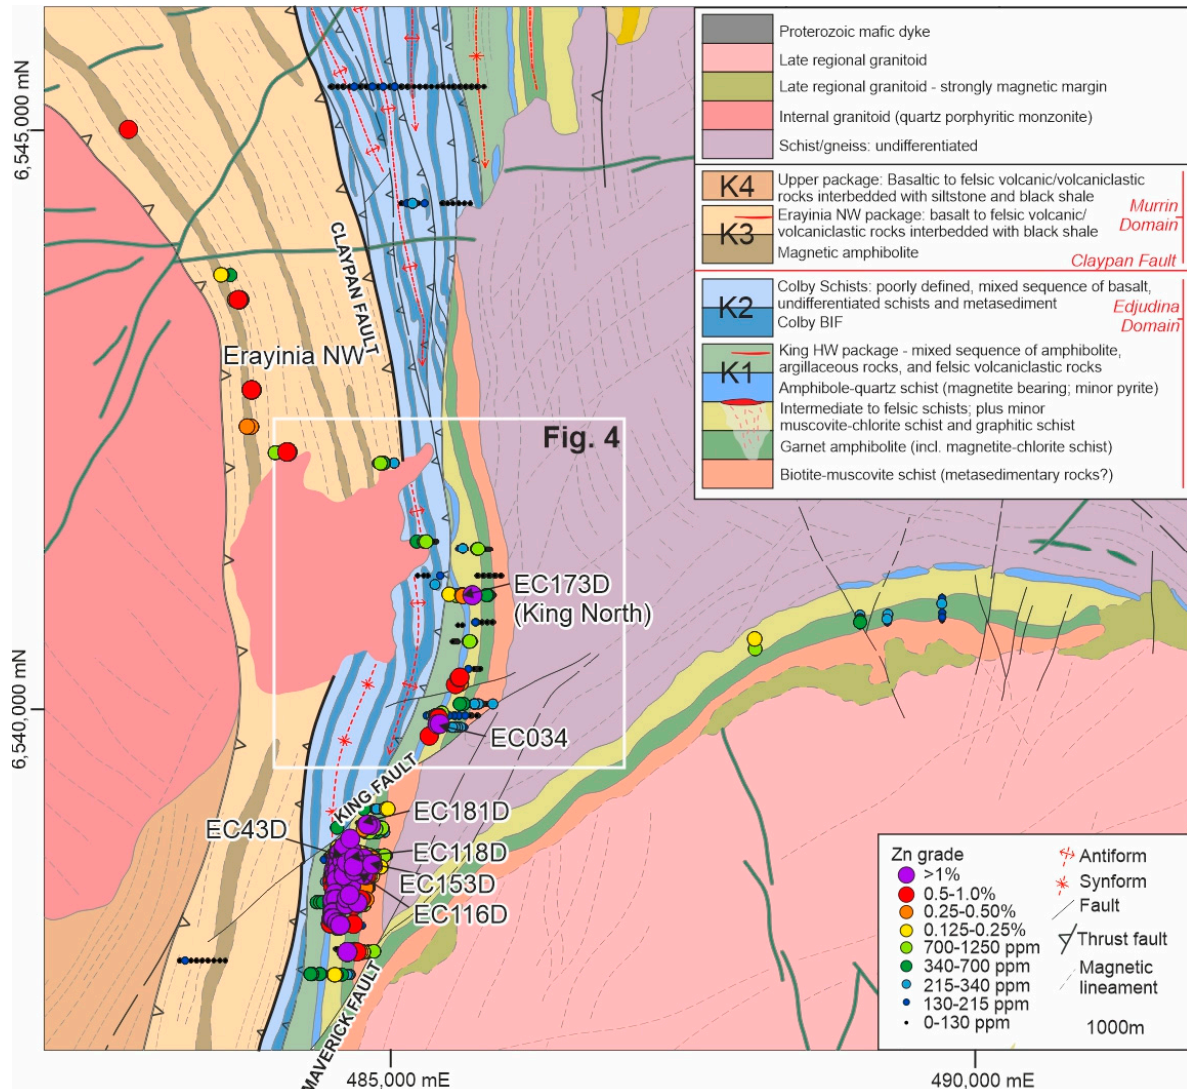 6,545,000 mN
6,540,000 mN
485,000 mE
490,000 mE
CLAYPAN FAULT
Erayinia NW
Fig. 4
EC173D
(King North)
EC034
KING FAULT
EC181D
EC43D
EC118D
EC153D
EC116D
MAVERICK FAULT
Proterozoic mafic dyke
Late regional granitoid
Late regional granitoid - strongly magnetic margin
Internal granitoid (quartz porphyritic monzonite)
Schist/gneiss: undifferentiated
K4
Upper package: Basaltic to felsic volcanic/volcaniclastic
rocks interbedded with siltstone and black shale
K3
Erayinia NW package: basalt to felsic volcanic/
volcaniclastic rocks interbedded with black shale
Magnetic amphibolite
Murrin
Domain
Claypan Fault
K2
Colby Schists: poorly defined, mixed sequence of basalt,
undifferentiated schists and metasediment
Colby BIF
Edjudina
Domain
K1
King HW package - mixed sequence of amphibolite,
argillaceous rocks, and felsic volcaniclastic rocks
Amphibole-quartz schist (magnetite bearing; minor pyrite)
Intermediate to felsic schists; plus minor
muscovite-chlorite schist and graphitic schist
Garnet amphibolite (incl. magnetite-chlorite schist)
Biotite-muscovite schist (metasedimentary rocks?)
Zn grade
>1%
0.5-1.0%
0.25-0.50%
0.125-0.25%
700-1250 ppm
340-700 ppm
215-340 ppm
130-215 ppm
0-130 ppm
Antiform
Synform
Fault
Thrust fault
Magnetic
lineament
1000m